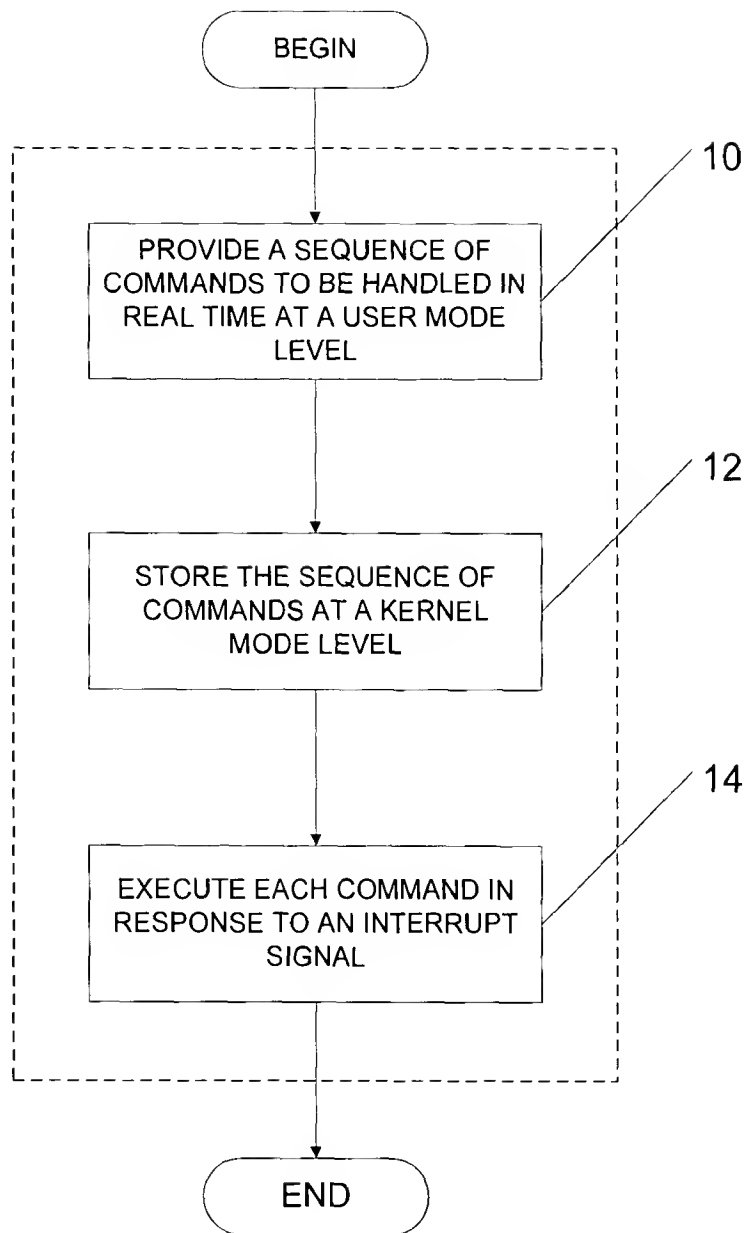 BEGIN
10
PROVIDE A SEQUENCE OF
COMMANDS TO BE HANDLED IN
REAL TIME AT A USER MODE
LEVEL
12
STORE THE SEQUENCE OF
COMMANDS AT A KERNEL
MODE LEVEL
14
EXECUTE EACH COMMAND IN
RESPONSE TO AN INTERRUPT
SIGNAL
END